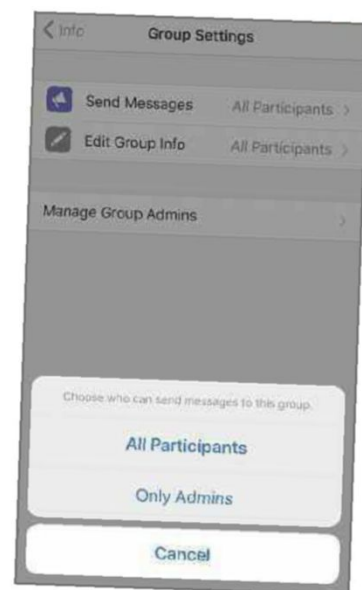 Info Group Settings
Send Messages All Participants
Edit Group Info All Participants
Manage Group Admins
Choose who can send messages to this group.
All Participants
Only Admins
Cancel